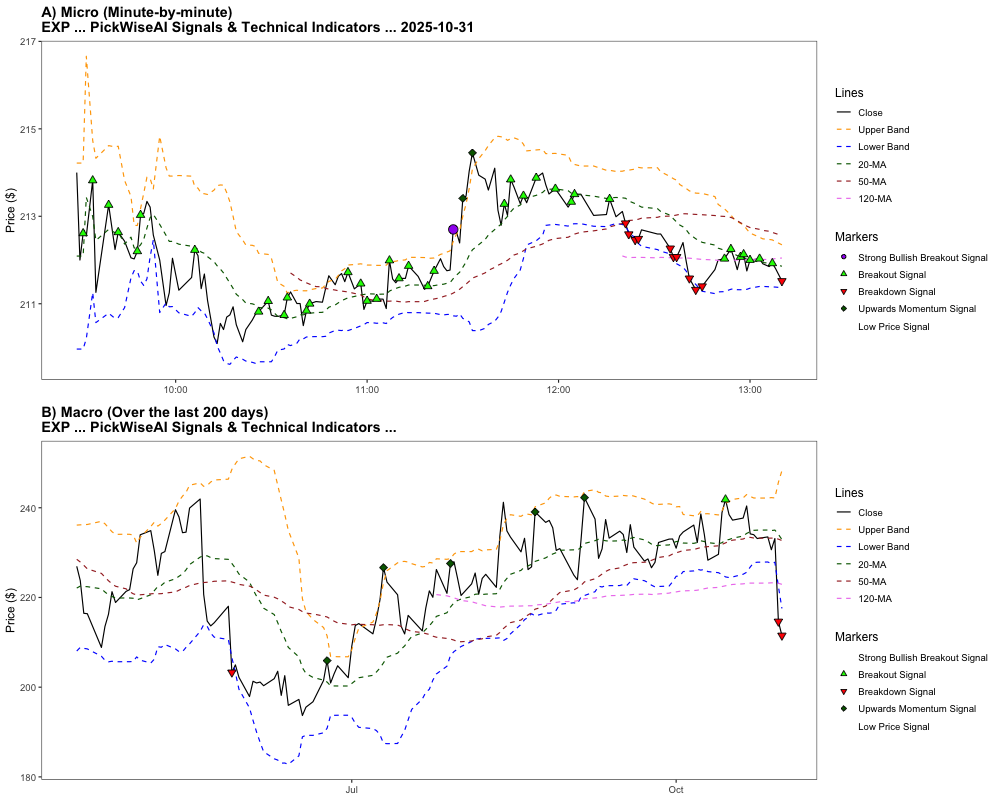 A) Micro (Minute-by-minute)
EXP ... PickWiseAI Signals & Technical Indicators ... 2025-10-31
Price ($)
217
215
213
211
10:00
11:00
12:00
13:00
Lines
Close
Upper Band
Lower Band
20-MA
50-MA
120-MA
Markers
Strong Bullish Breakout Signal
Breakout Signal
Breakdown Signal
Upwards Momentum Signal
Low Price Signal
B) Macro (Over the last 200 days)
EXP ... PickWiseAI Signals & Technical Indicators ...
Price ($)
240
220
200
180
Jul
Oct
Lines
Close
Upper Band
Lower Band
20-MA
50-MA
120-MA
Markers
Strong Bullish Breakout Signal
Breakout Signal
Breakdown Signal
Upwards Momentum Signal
Low Price Signal